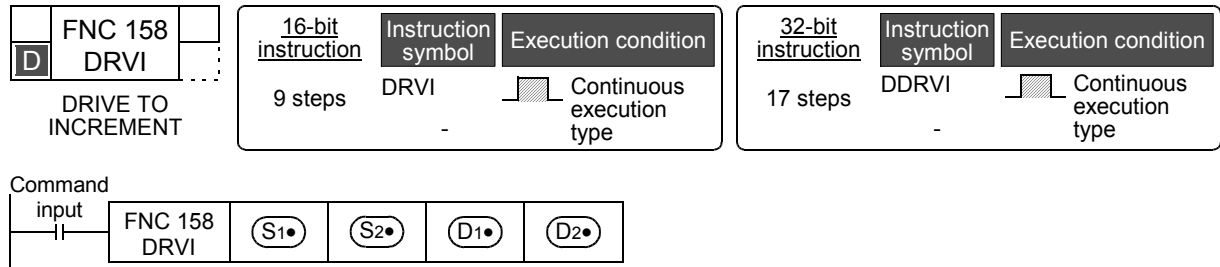 FNC 158
D DRVI
DRIVE TO
INCREMENT
16-bit
instruction
Instruction
symbol
Execution condition
9 steps
DRVI
Continuous
execution
type
-
32-bit
instruction
Instruction
symbol
Execution condition
17 steps
DDRVI
Continuous
execution
type
-
Command
input
FNC 158
DRVI
S1•
S2•
D1•
D2•